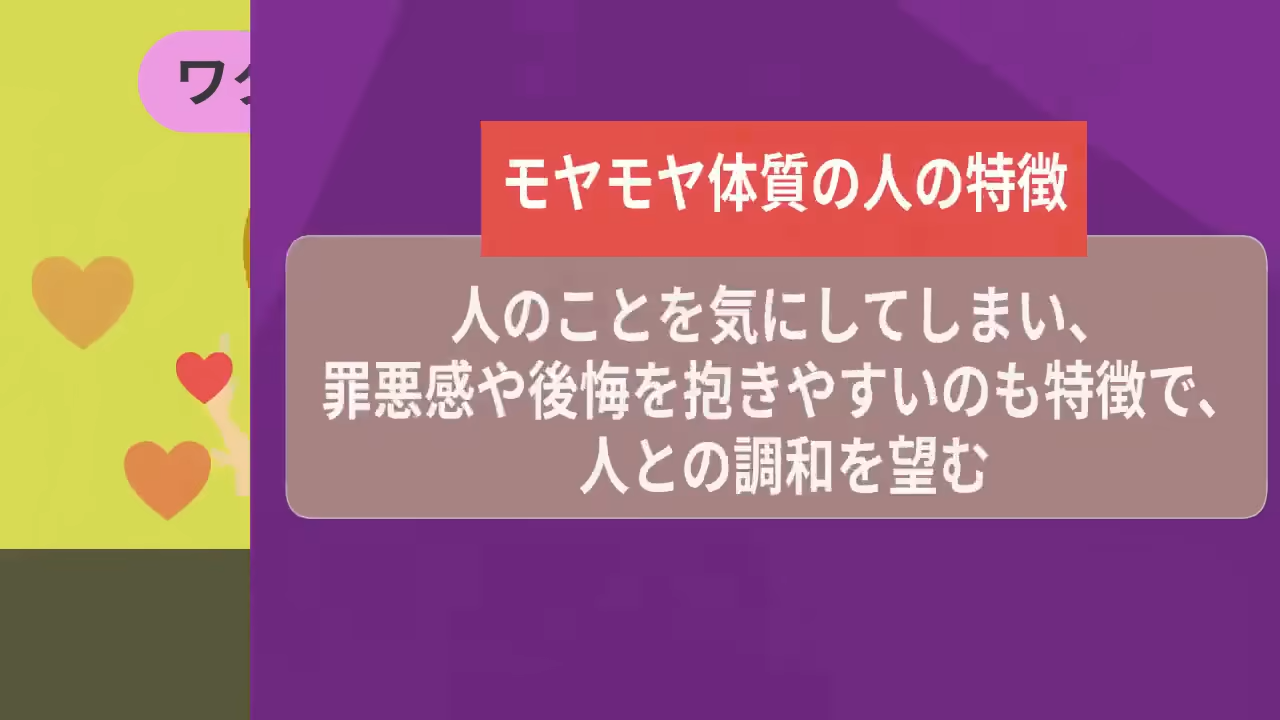 モヤモヤ体質の人の特徴
人のことを気にしてしまい、
罪悪感や後悔を抱きやすいのも特徴で、
人との調和を望む